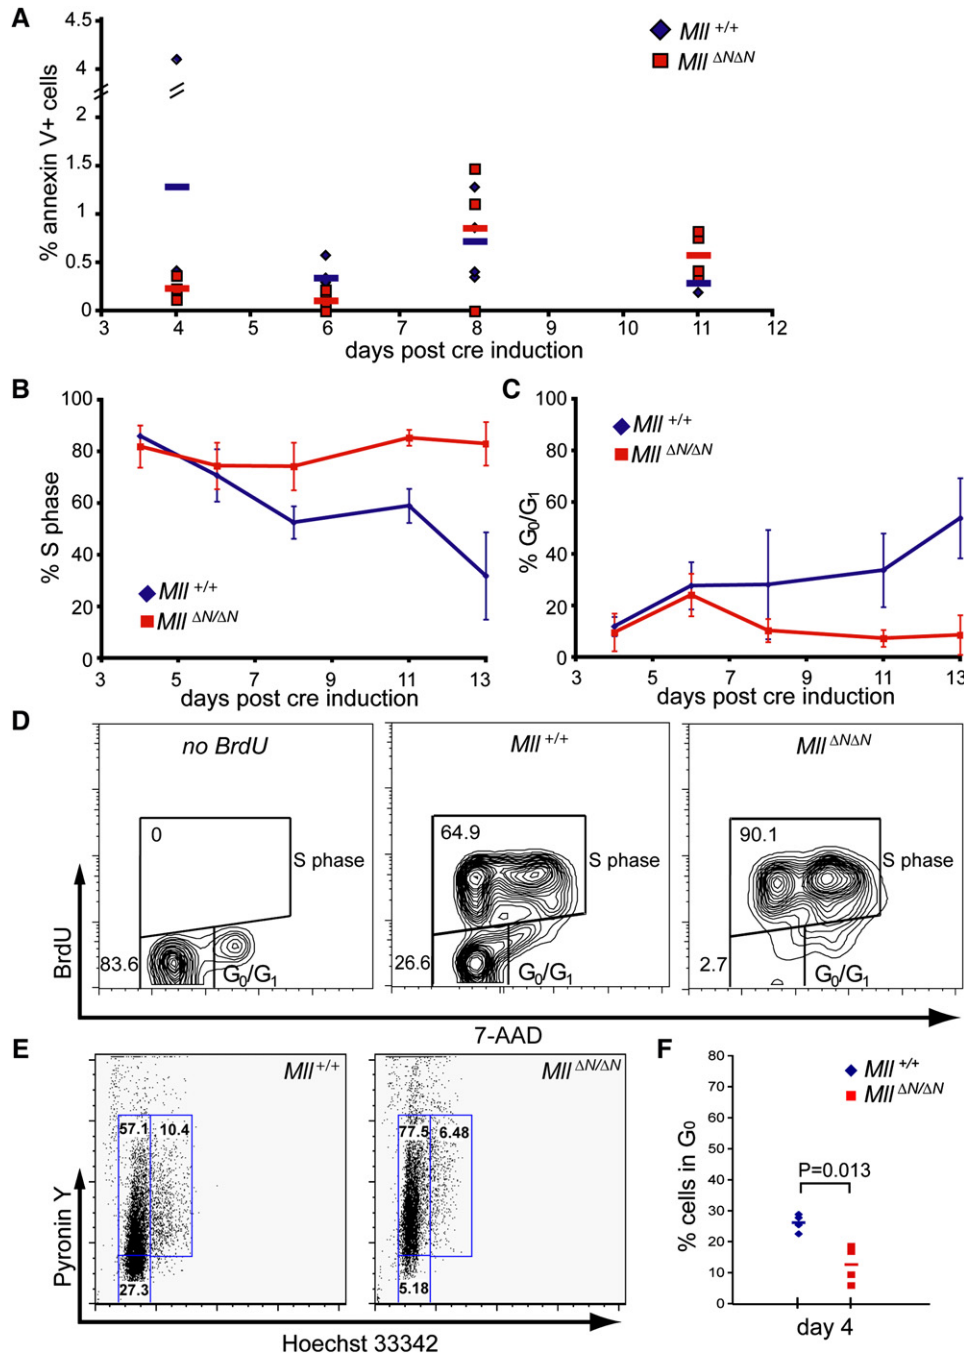 A
4.5
4
2
1.5
1
0.5
0
% annexin V+ cells
Mll +/+
Mll ΔNΔN
3 4 5 6 7 8 9 10 11 12
days post cre induction
B
100
80
60
40
20
0
% S phase
Mll +/+
Mll ΔN/ΔN
3 5 7 9 11 13
days post cre induction
C
100
80
60
40
20
0
% G0/G1
Mll +/+
Mll ΔN/ΔN
3 5 7 9 11 13
days post cre induction
D
no BrdU
0
S phase
83.6
G0/G1
Mll +/+
64.9
S phase
26.6
G0/G1
Mll ΔNΔN
90.1
S phase
2.7
G0/G1
BrdU
7-AAD
E
Mll +/+
57.1 10.4
27.3
Mll ΔN/ΔN
77.5 6.48
5.18
Pyronin Y
Hoechst 33342
F
80
70
60
50
40
30
20
10
0
% cells in G0
Mll +/+
Mll ΔN/ΔN
P=0.013
day 4